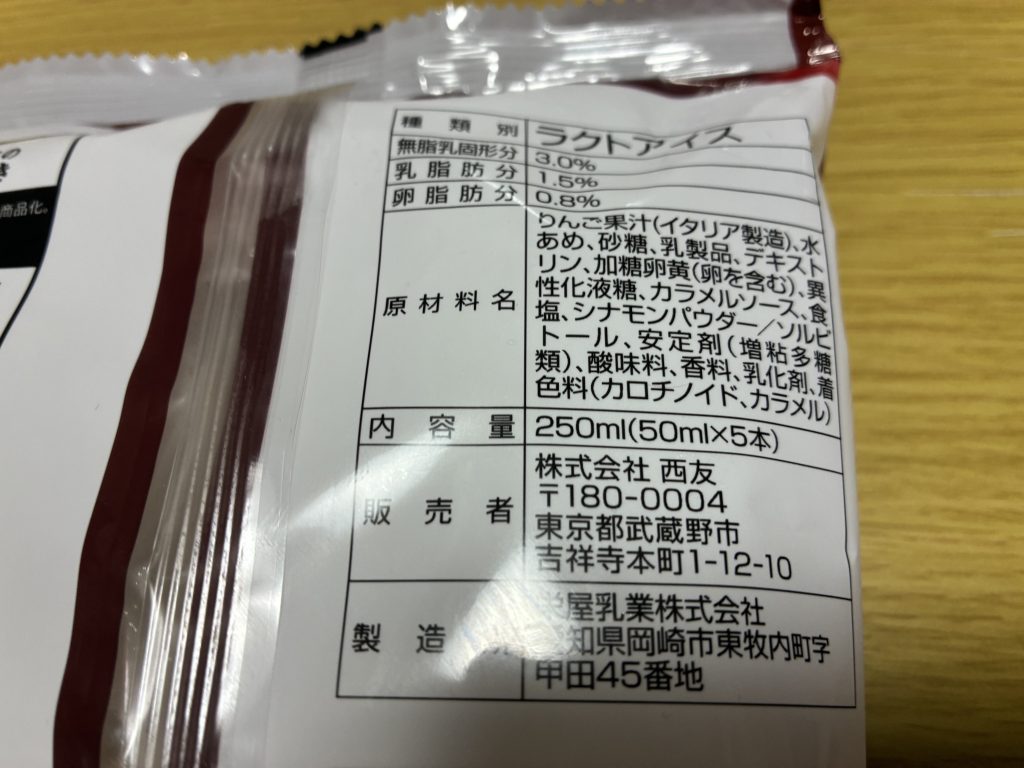 の
商品化。
種類別 ラクトアイス
無脂乳固形分 3.0%
乳脂肪分 1.5%
卵脂肪分 0.8%
原材料名
りんご果汁(イタリア製造)、水
あめ、砂糖、乳製品、デキスト
リン、加糖卵黄(卵を含む)、異
性化液糖、カラメルソース、食
塩、シナモンパウダー/ソルビ
トール、安定剤(増粘多糖
類)、酸味料、香料、乳化剤、着
色料(カロチノイド、カラメル)
内容量 250ml(50ml×5本)
販売者
株式会社 西友
〒180-0004
東京都武蔵野市
吉祥寺本町1-12-10
製造所
栄屋乳業株式会社
愛知県岡崎市東牧内町字
甲田45番地